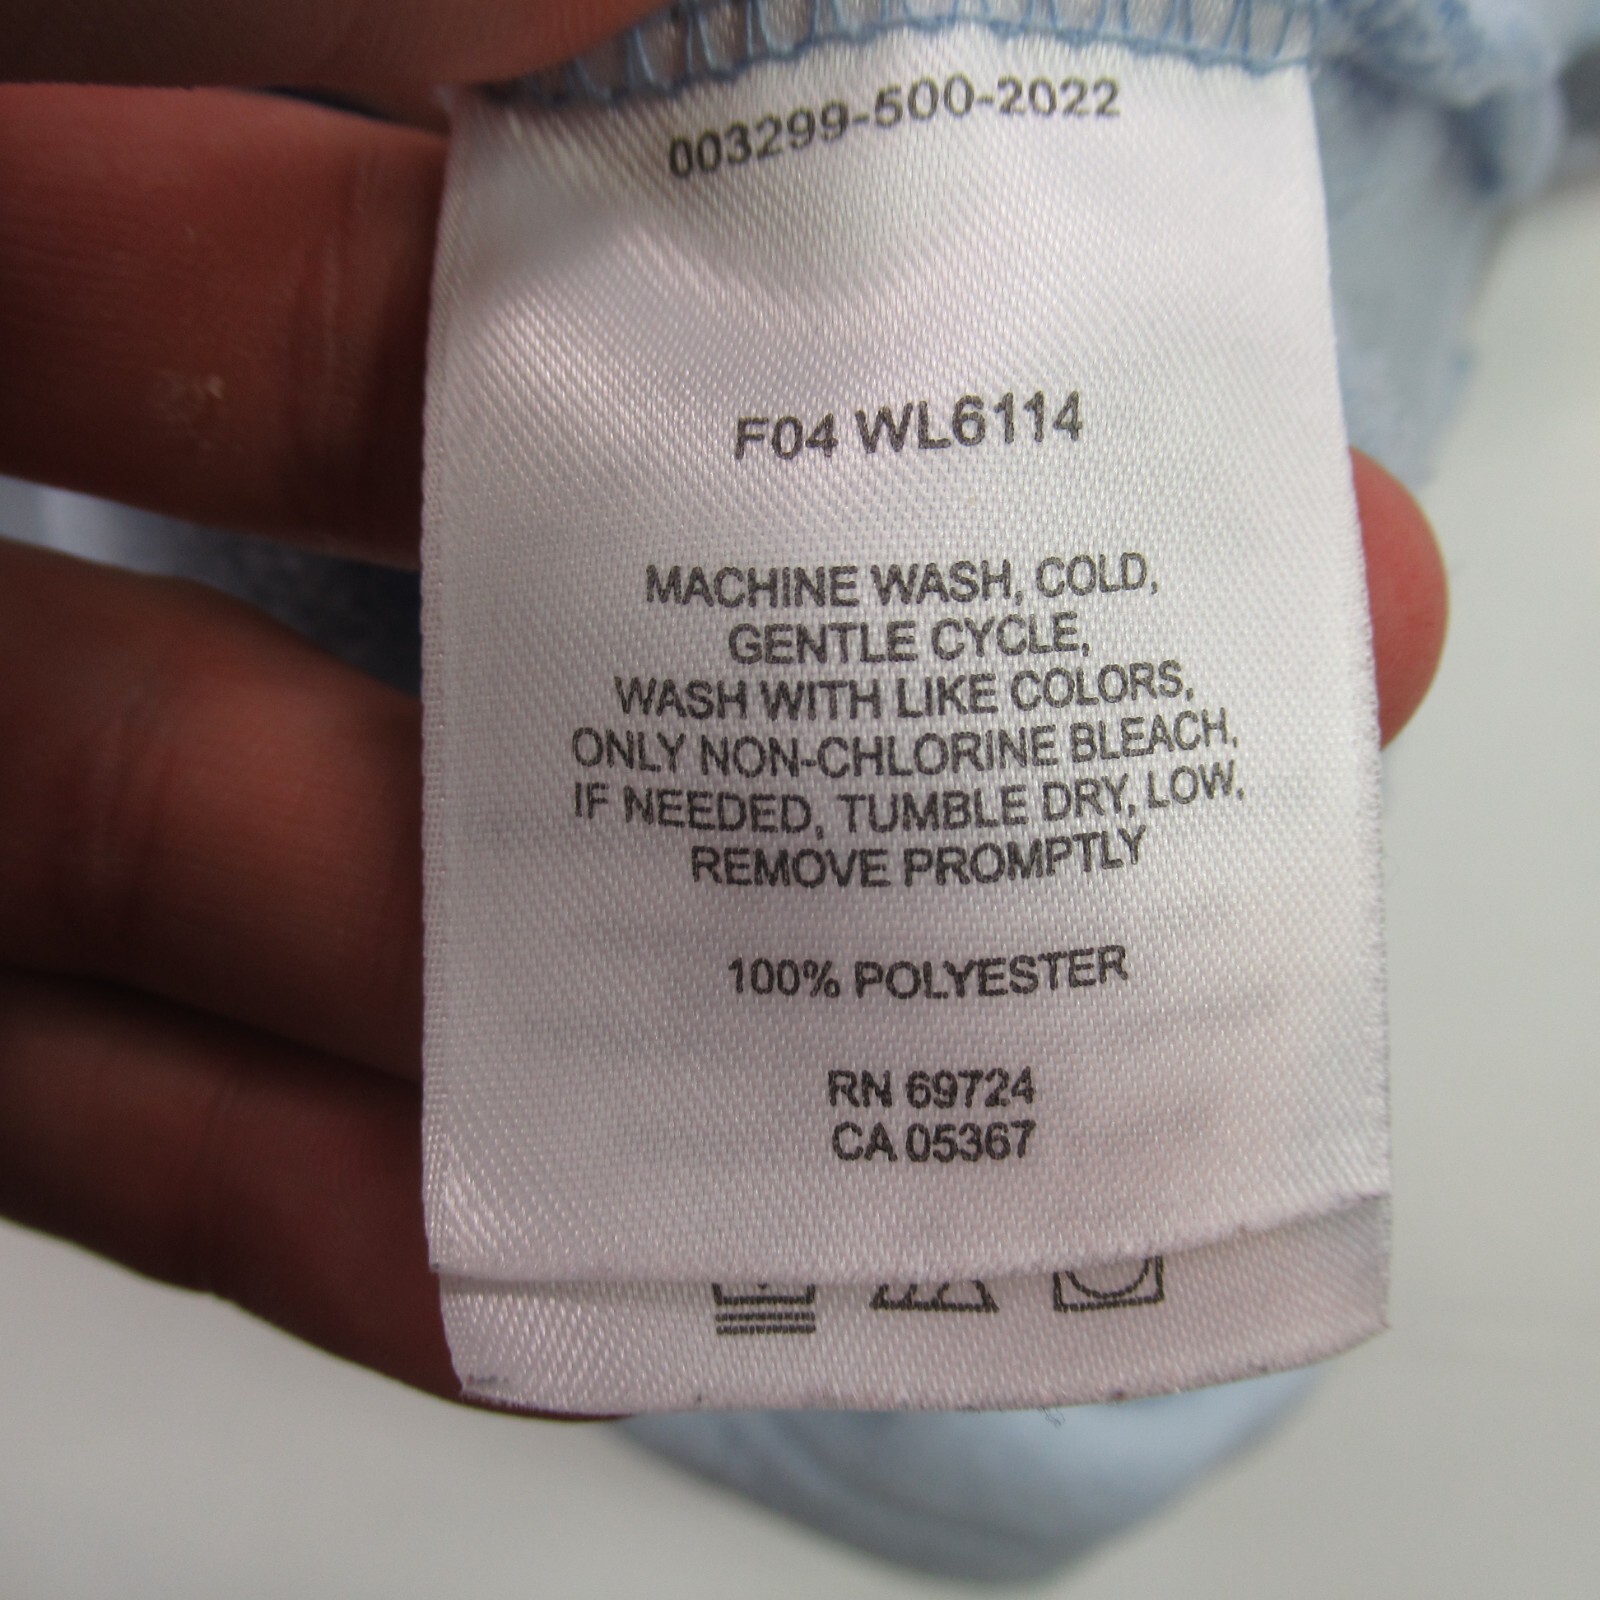 003299-500-2022
F04 WL6114
MACHINE WASH, COLD,
GENTLE CYCLE,
WASH WITH LIKE COLORS,
ONLY NON-CHLORINE BLEACH,
IF NEEDED, TUMBLE DRY, LOW,
REMOVE PROMPTLY
100% POLYESTER
RN 69724
CA 05367